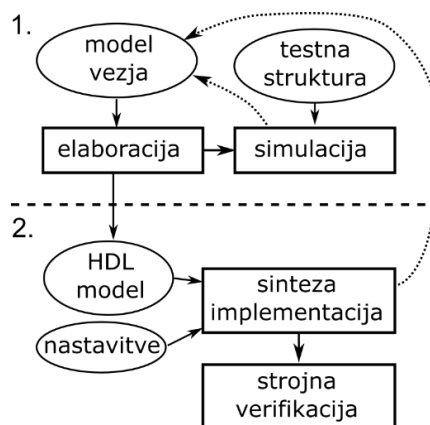 1.
model
vezja
testna
struktura
elaboracija
simulacija
2.
HDL
model
nastavitve
sinteza
implementacija
strojna
verifikacija